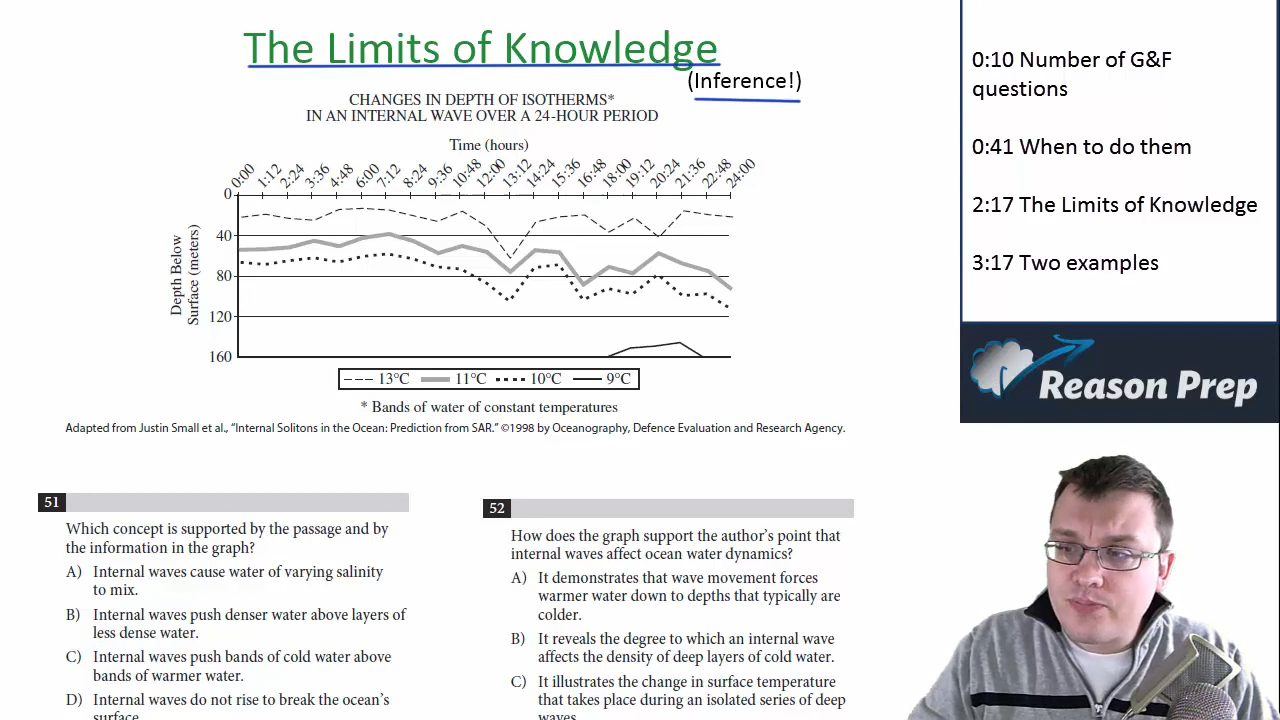 The Limits of Knowledge
(Inference!)
CHANGES IN DEPTH OF ISOTHERMS*
IN AN INTERNAL WAVE OVER A 24-HOUR PERIOD
Time (hours)
0:00 1:12 2:24 3:36 4:48 6:00 7:12 8:24 9:36 10:48 12:00 13:12 14:24 15:36 16:48 18:00 19:12 20:24 21:36 22:48 24:00
Depth Below
Surface (meters)
0
40
80
120
160
13°C 11°C 10°C 9°C
* Bands of water of constant temperatures
Adapted from Justin Small et al., “Internal Solitons in the Ocean: Prediction from SAR.” ©1998 by Oceanography, Defence Evaluation and Research Agency.
51
Which concept is supported by the passage and by
the information in the graph?
A) Internal waves cause water of varying salinity
to mix.
B) Internal waves push denser water above layers of
less dense water.
C) Internal waves push bands of cold water above
bands of warmer water.
D) Internal waves do not rise to break the ocean’s
surface.
52
How does the graph support the author’s point that
internal waves affect ocean water dynamics?
A) It demonstrates that wave movement forces
warmer water down to depths that typically are
colder.
B) It reveals the degree to which an internal wave
affects the density of deep layers of cold water.
C) It illustrates the change in surface temperature
that takes place during an isolated series of deep
waves.
0:10 Number of G&F
questions
0:41 When to do them
2:17 The Limits of Knowledge
3:17 Two examples
Reason Prep